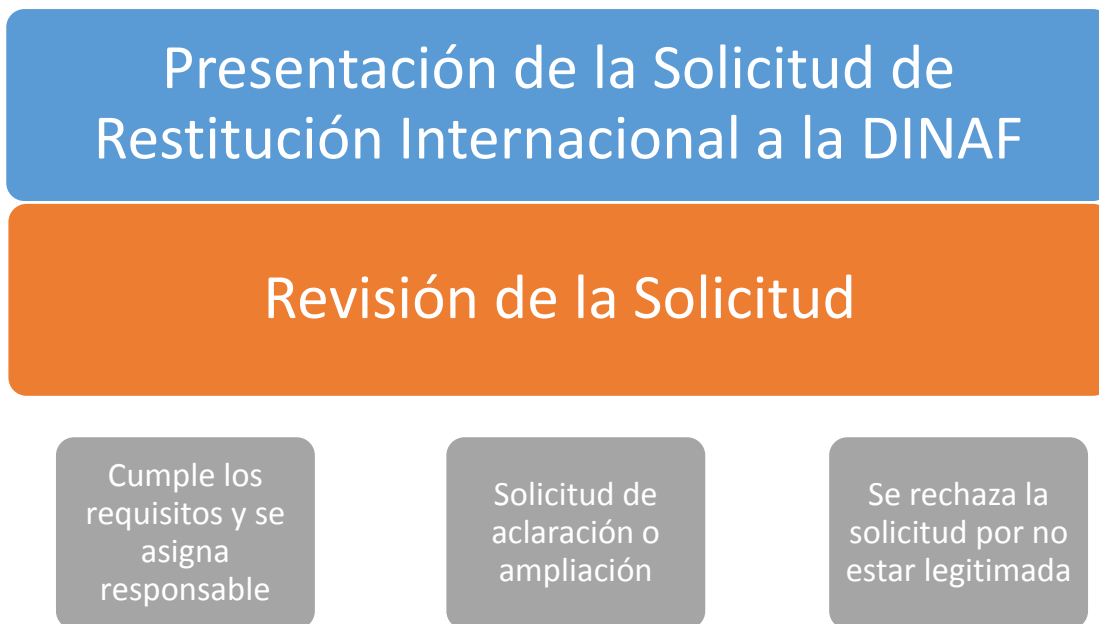 Presentación de la Solicitud de
Restitución Internacional a la DINAF
Revisión de la Solicitud
Cumple los
requisitos y se
asigna
responsable
Solicitud de
aclaración o
ampliación
Se rechaza la
solicitud por no
estar legitimada